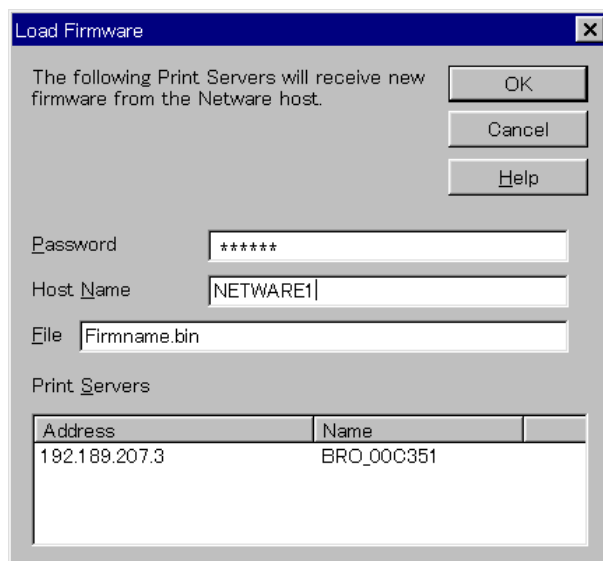 Load Firmware
The following Print Servers will receive new
firmware from the Netware host.
OK
Cancel
Help
Password ******
Host Name NETWARE1
File Firmname.bin
Print Servers
Address Name
192.189.207.3 BRO_00C351